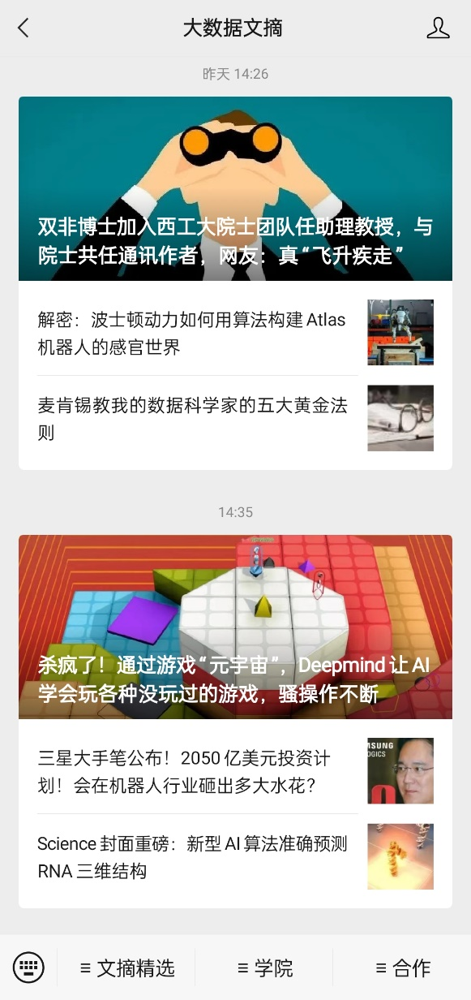 大数据文摘
昨天 14:26
双非博士加入西工大院士团队任助理教授，与
院士共任通讯作者，网友：真“飞升疾走”
解密：波士顿动力如何用算法构建 Atlas
机器人的感官世界
麦肯锡教我的数据科学家的五大黄金法
则
14:35
杀疯了！通过游戏“元宇宙”，Deepmind 让 AI
学会玩各种没玩过的游戏，骚操作不断
三星大手笔公布！2050 亿美元投资计
划！会在机器人行业砸出多大水花？
MSUNG
OGICS
Science 封面重磅：新型 AI 算法准确预测
RNA 三维结构
文摘精选
学院
合作